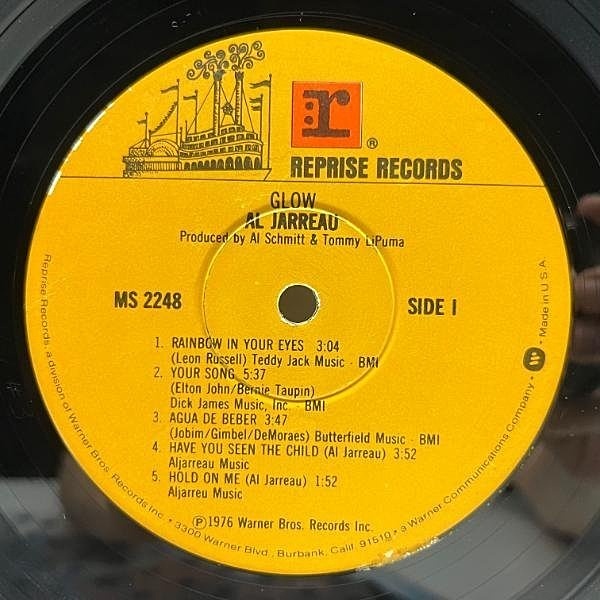 r
®
REPRISE RECORDS
GLOW
AL JARREAU
Produced by Al Schmitt & Tommy LiPuma
MS 2248
SIDE 1
1. RAINBOW IN YOUR EYES 3:04
(Leon Russell) Teddy Jack Music - BMI
2. YOUR SONG 5:37
(Elton John/Bernie Taupin)
Dick James Music, Inc. - BMI
3. AGUA DE BEBER 3:47
(Jobim/Gimbel/DeMoraes) Butterfield Music - BMI
4. HAVE YOU SEEN THE CHILD (Al Jarreau) 3:52
Aljarreau Music
5. HOLD ON ME (Al Jarreau) 1:52
Aljarreu Music
℗1976 Warner Bros. Records Inc.
Reprise Records, a division of Warner Bros. Records Inc. • 3300 Warner Blvd., Burbank, Calif. 91510 • a Warner Communications Company • W • Made in U.S.A.